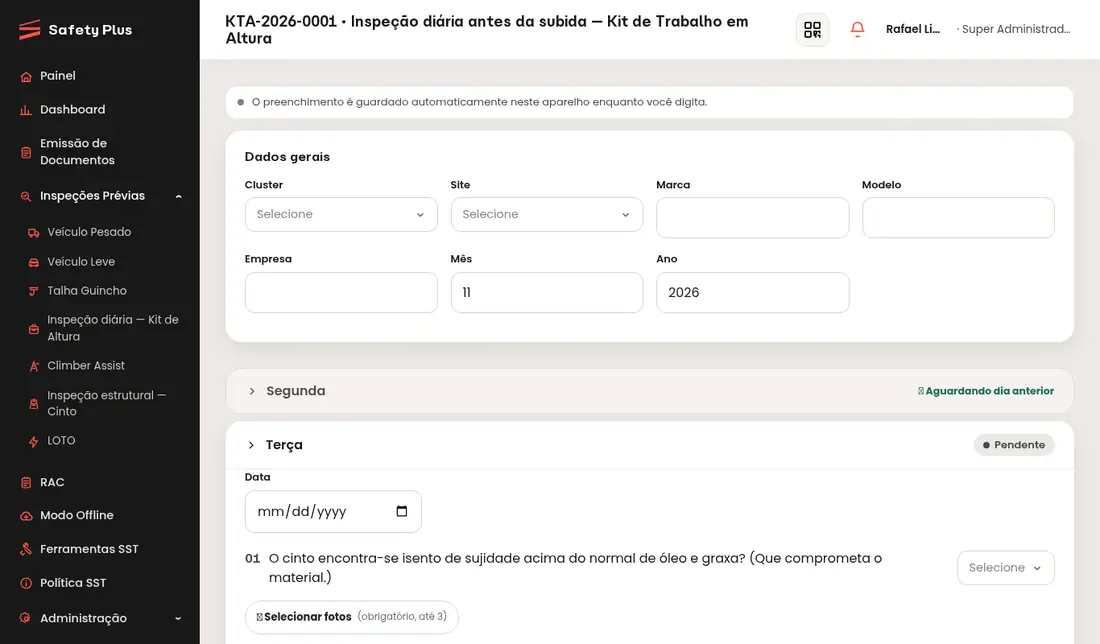 Safety Plus
Painel
Dashboard
Emissão de
Documentos
Inspeções Prévias
Veículo Pesado
Veículo Leve
Talha Guincho
Inspeção diária — Kit de
Altura
Climber Assist
Inspeção estrutural —
Cinto
LOTO
RAC
Modo Offline
Ferramentas SST
Política SST
Administração
KTA-2026-0001 • Inspeção diária antes da subida — Kit de Trabalho em
Altura
Rafael Li... · Super Administrad...
O preenchimento é guardado automaticamente neste aparelho enquanto você digita.
Dados gerais
Cluster Site Marca Modelo
Selecione Selecione
Empresa Mês Ano
11 2026
Segunda Aguardando dia anterior
Terça Pendente
Data
mm/dd/yyyy
01 O cinto encontra-se isento de sujidade acima do normal de óleo e graxa? (Que comprometa o
material.)
Selecione
Selecionar fotos (obrigatório, até 3)